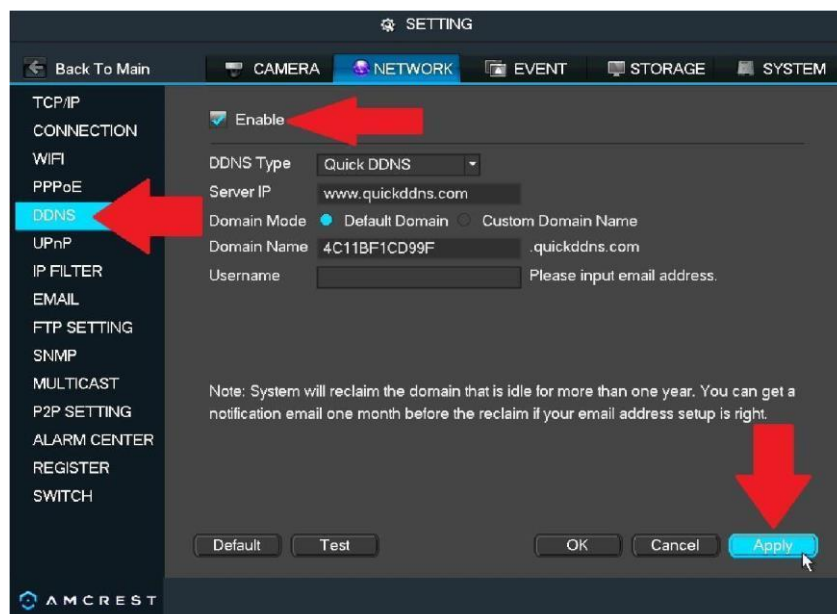 SETTING
Back To Main
CAMERA
NETWORK
EVENT
STORAGE
SYSTEM
TCP/IP
CONNECTION
WIFI
PPPoE
DDNS
UPnP
IP FILTER
EMAIL
FTP SETTING
SNMP
MULTICAST
P2P SETTING
ALARM CENTER
REGISTER
SWITCH
Enable
DDNS Type Quick DDNS
Server IP www.quickddns.com
Domain Mode Default Domain Custom Domain Name
Domain Name 4C11BF1CD99F .quickddns.com
Username Please input email address.
Note: System will reclaim the domain that is idle for more than one year. You can get a
notification email one month before the reclaim if your email address setup is right.
Default Test OK Cancel Apply
AMCREST